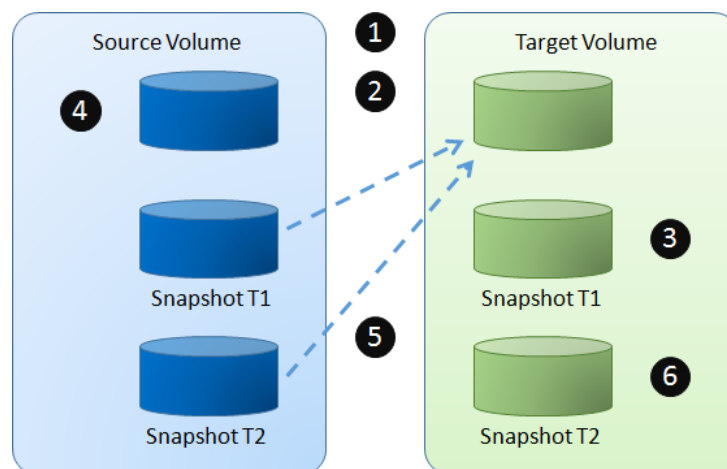 Source Volume
1
Target Volume
4
2
3
Snapshot T1
Snapshot T1
5
6
Snapshot T2
Snapshot T2